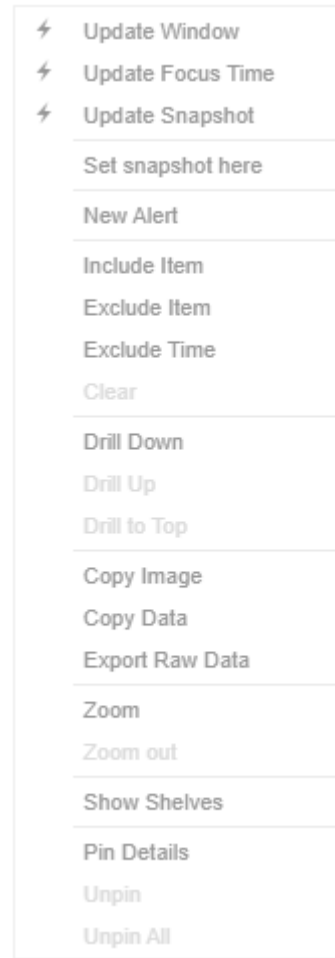 Update Window
Update Focus Time
Update Snapshot
Set snapshot here
New Alert
Include Item
Exclude Item
Exclude Time
Clear
Drill Down
Drill Up
Drill to Top
Copy Image
Copy Data
Export Raw Data
Zoom
Zoom out
Show Shelves
Pin Details
Unpin
Unpin All